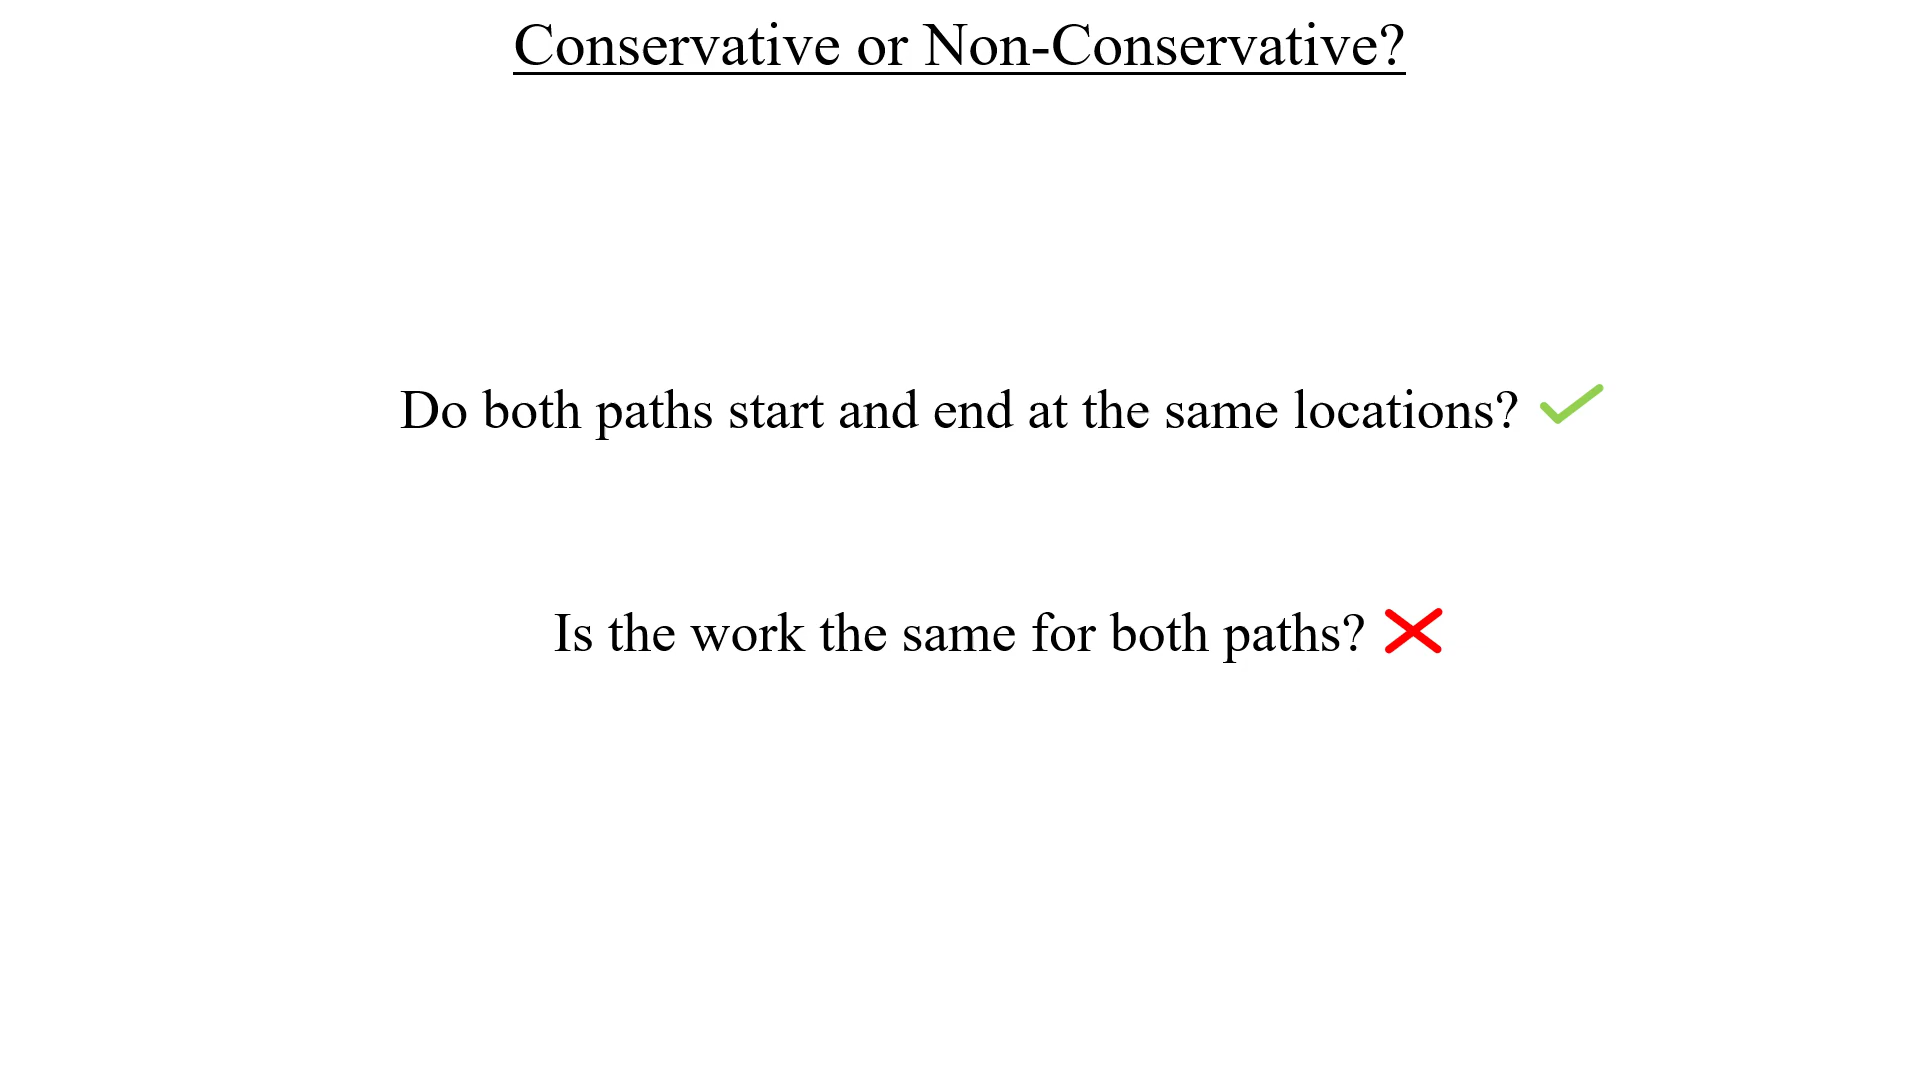 Conservative or Non-Conservative?
Do both paths start and end at the same locations?
Is the work the same for both paths?